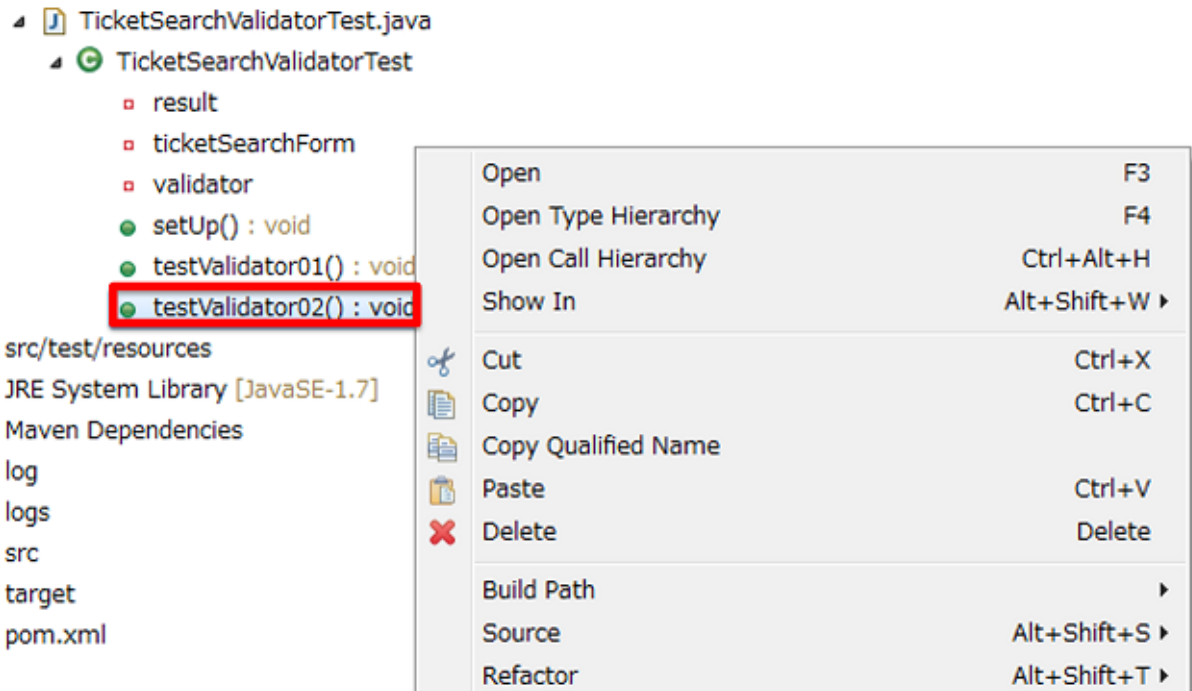 TicketSearchValidatorTest.java
TicketSearchValidatorTest
result
ticketSearchForm
validator
setUp() : void
testValidator01() : void
testValidator02() : void
src/test/resources
JRE System Library [JavaSE-1.7]
Maven Dependencies
log
logs
src
target
pom.xml
Open F3
Open Type Hierarchy F4
Open Call Hierarchy Ctrl+Alt+H
Show In Alt+Shift+W
Cut Ctrl+X
Copy Ctrl+C
Copy Qualified Name
Paste Ctrl+V
Delete Delete
Build Path
Source Alt+Shift+S
Refactor Alt+Shift+T